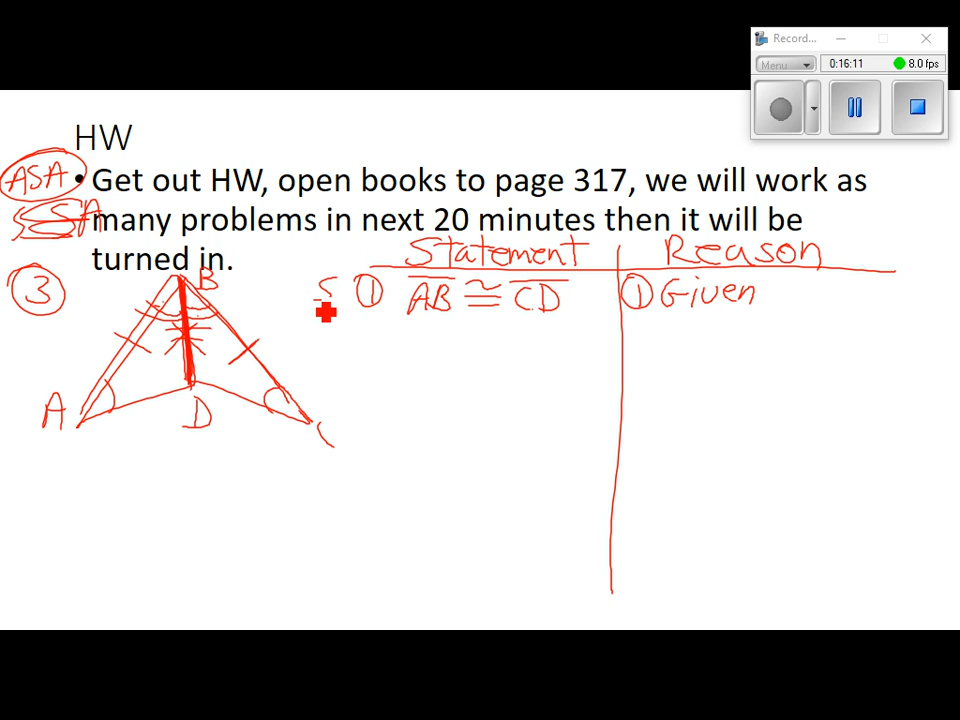 Record...
Menu
0:16:11
8.0 fps
HW
ASA
• Get out HW, open books to page 317, we will work as
SSA
many problems in next 20 minutes then it will be
turned in.
Statement Reason
③ B S ① AB ≅ CD ① Given
A D C